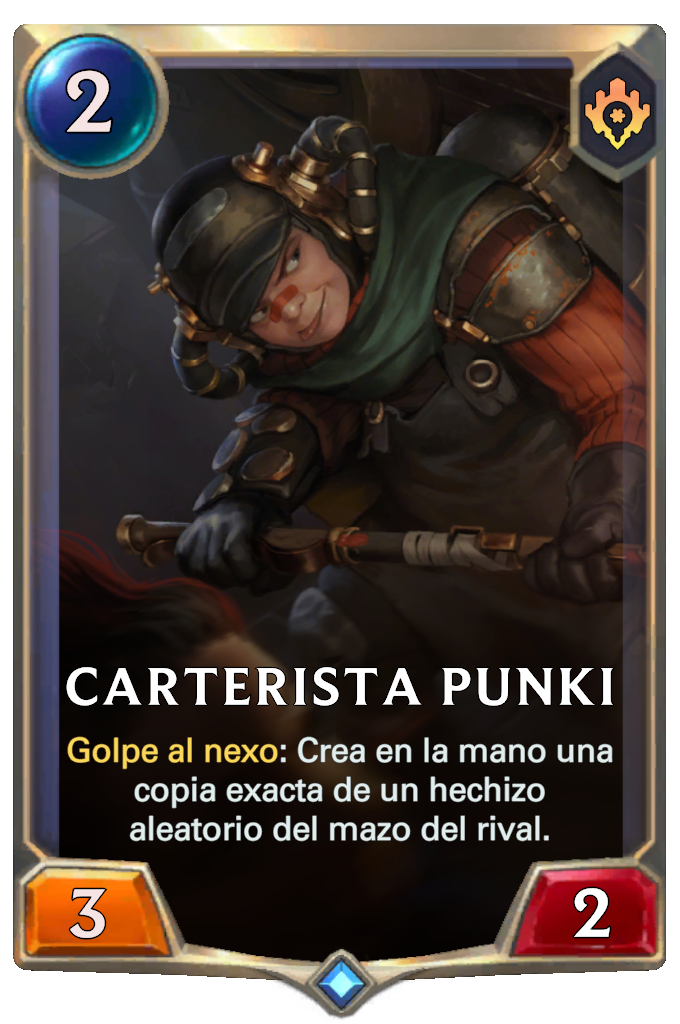 2
CARTERISTA PUNKI
Golpe al nexo: Crea en la mano una
copia exacta de un hechizo
aleatorio del mazo del rival.
3
2